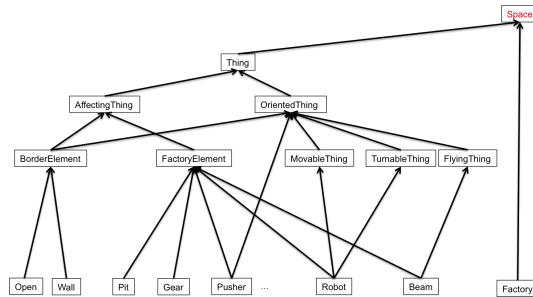 Space
Thing
AffectingThing OrientedThing
BorderElement FactoryElement MovableThing TurnableThing FlyingThing
Open Wall Pit Gear Pusher ... Robot Beam Factory